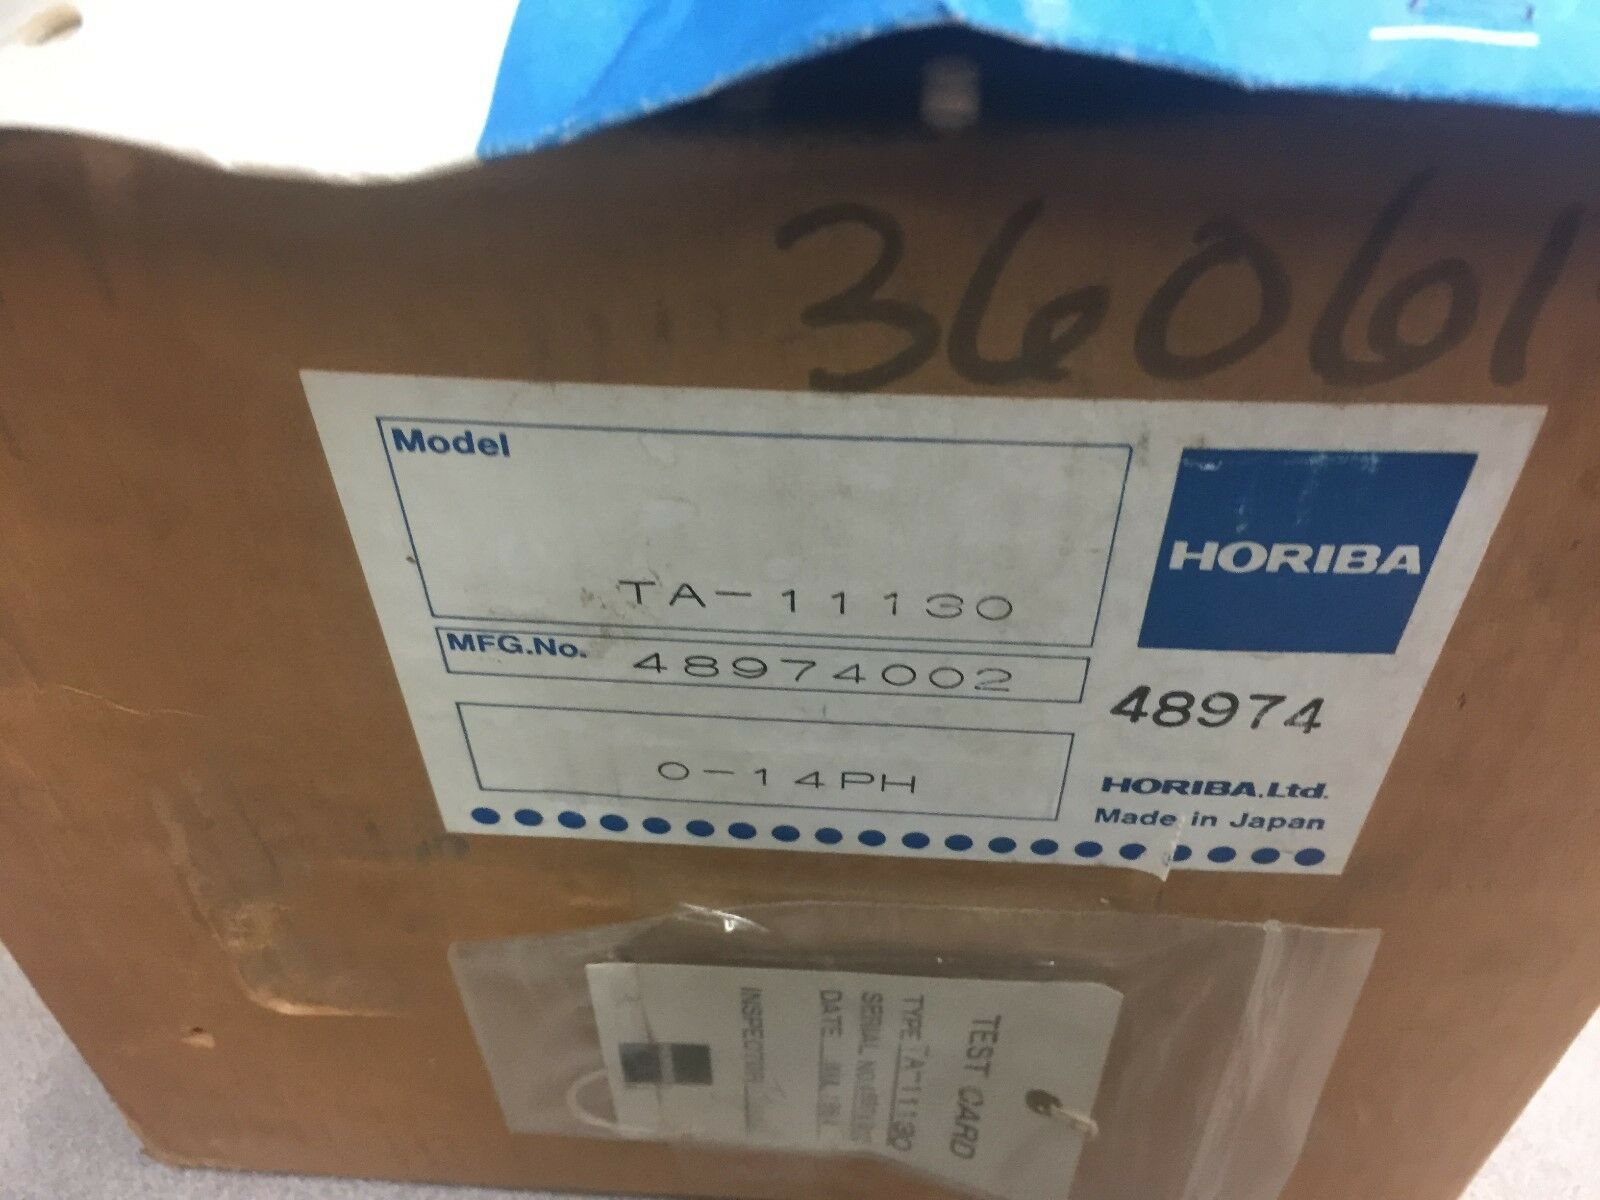 36061
Model
TA-11130
HORIBA
MFG.No. 48974002
48974
0-14PH
HORIBA.Ltd.
Made in Japan
TEST CARD
TYPE TA-11130
SERIAL NO.
DATE
INSPECTOR